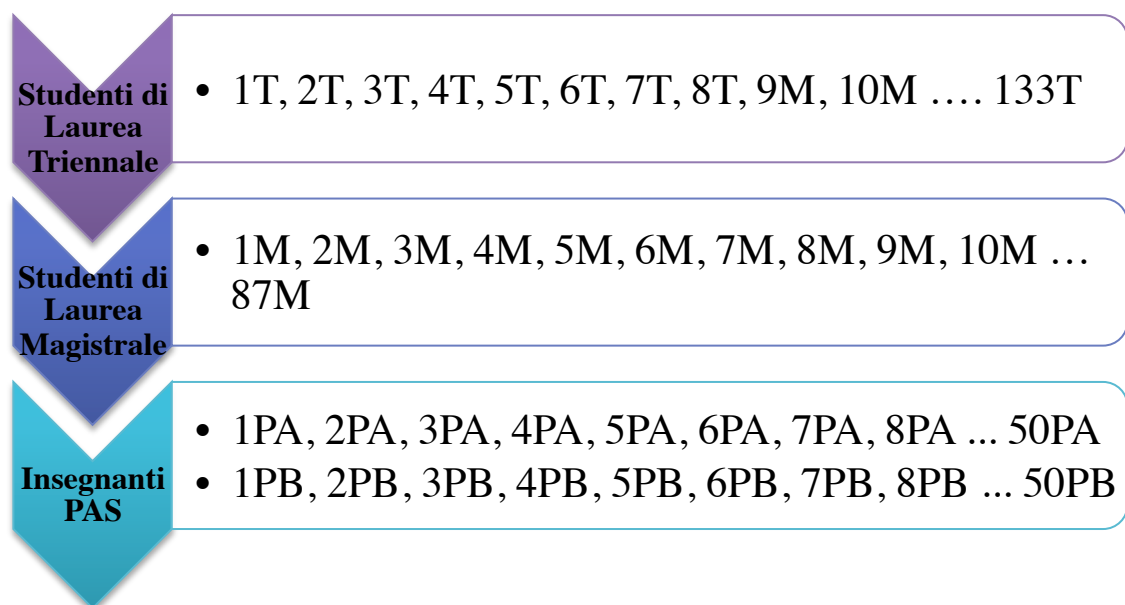 Studenti di
Laurea
Triennale
• 1T, 2T, 3T, 4T, 5T, 6T, 7T, 8T, 9M, 10M …. 133T
Studenti di
Laurea
Magistrale
• 1M, 2M, 3M, 4M, 5M, 6M, 7M, 8M, 9M, 10M …
87M
Insegnanti
PAS
• 1PA, 2PA, 3PA, 4PA, 5PA, 6PA, 7PA, 8PA ... 50PA
• 1PB, 2PB, 3PB, 4PB, 5PB, 6PB, 7PB, 8PB ... 50PB